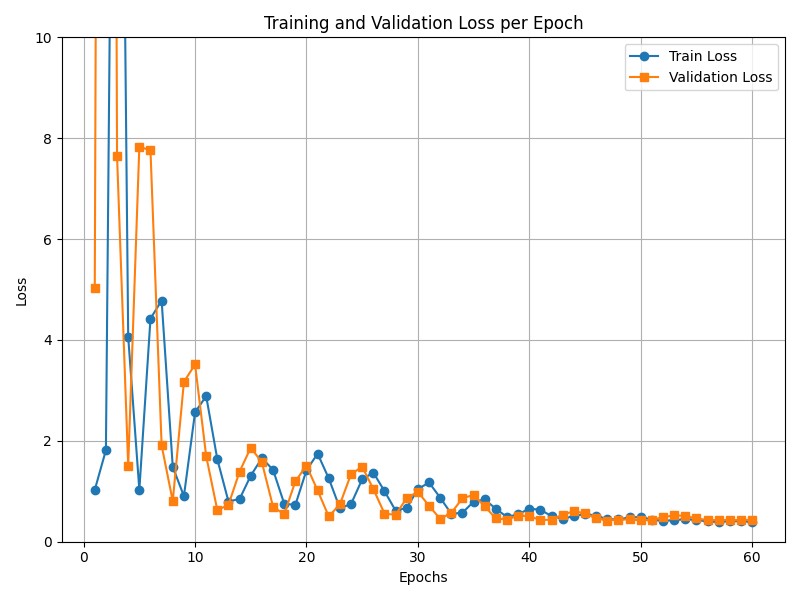 Training and Validation Loss per Epoch
Train Loss
Validation Loss
Loss
10
8
6
4
2
0
0 10 20 30 40 50 60
Epochs